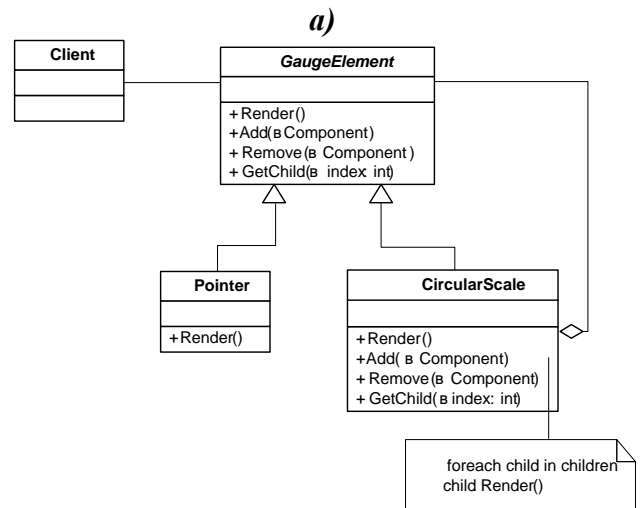 a)
Client
GaugeElement
+Render()
+Add(в Component)
+ Remove(в Component)
+ GetChild(в index int)
Pointer
+Render()
CircularScale
+Render()
+Add( в Component)
+ Remove(в Component)
+ GetChild(в index: int)
foreach child in children
child Render()